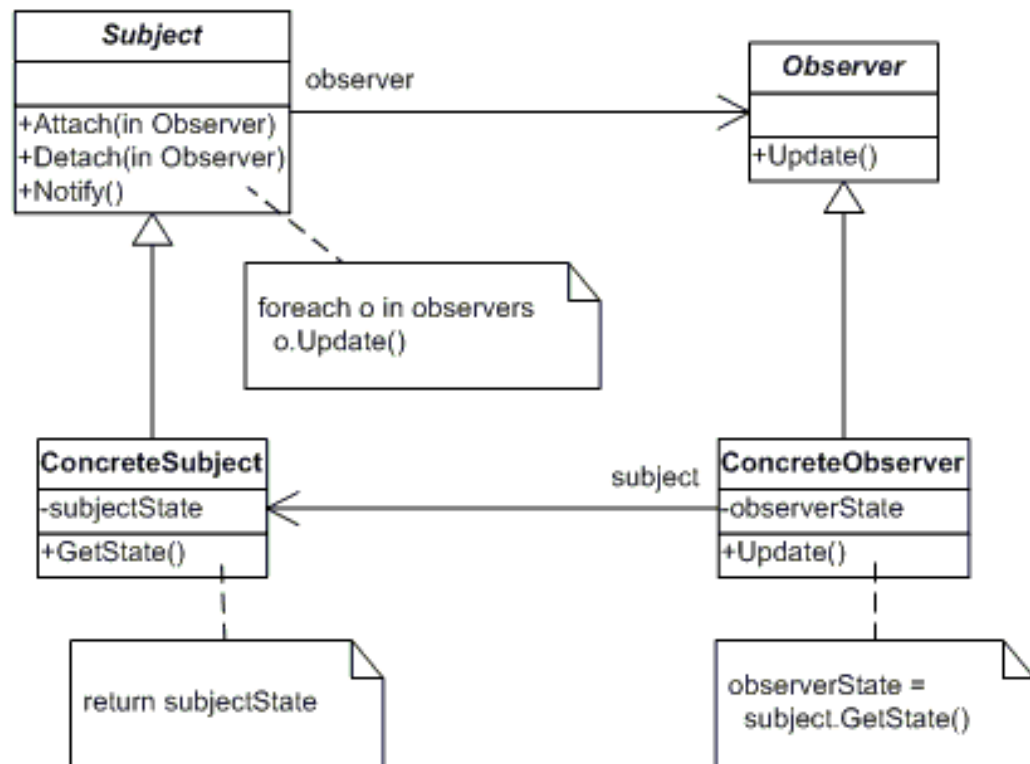 Subject
+Attach(in Observer)
+Detach(in Observer)
+Notify()
observer
Observer
+Update()
foreach o in observers
o.Update()
ConcreteSubject
-subjectState
+GetState()
subject
ConcreteObserver
-observerState
+Update()
return subjectState
observerState =
subject.GetState()